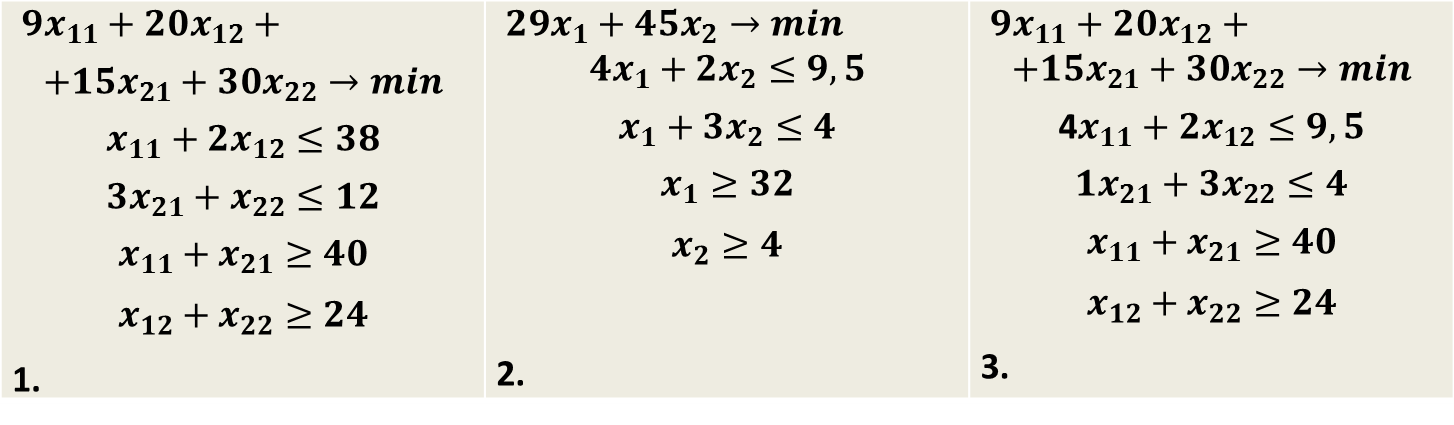 9x₁₁ + 20x₁₂ +
+15x₂₁ + 30x₂₂ → min
x₁₁ + 2x₁₂ ≤ 38
3x₂₁ + x₂₂ ≤ 12
x₁₁ + x₂₁ ≥ 40
x₁₂ + x₂₂ ≥ 24
1.
29x₁ + 45x₂ → min
4x₁ + 2x₂ ≤ 9,5
x₁ + 3x₂ ≤ 4
x₁ ≥ 32
x₂ ≥ 4
2.
9x₁₁ + 20x₁₂ +
+15x₂₁ + 30x₂₂ → min
4x₁₁ + 2x₁₂ ≤ 9,5
1x₂₁ + 3x₂₂ ≤ 4
x₁₁ + x₂₁ ≥ 40
x₁₂ + x₂₂ ≥ 24
3.